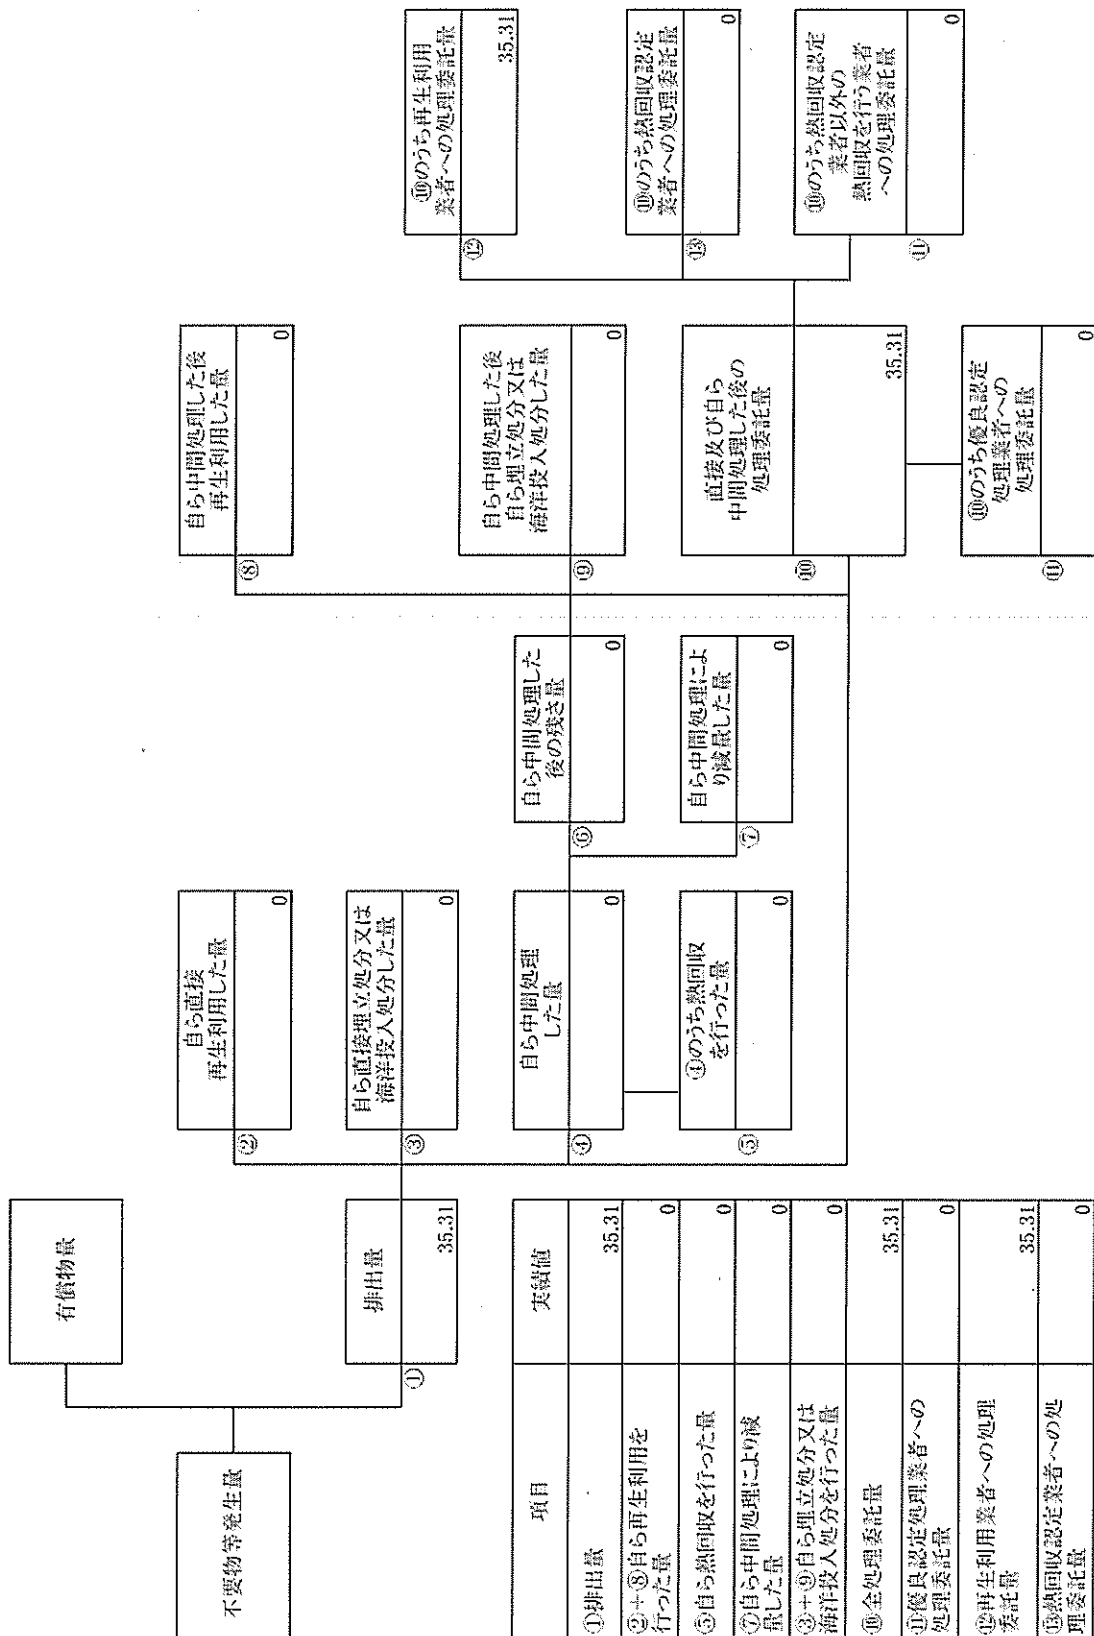 不要物等発生量
有償物量
排出量
①
35.31
自ら直接
再生利用した量
②
0
自ら直接埋立処分又は
海洋投入処分した量
③
0
自ら中間処理
した量
④
0
④のうち熱回収
を行った量
⑤
0
自ら中間処理した
後の残さ量
⑥
0
自ら中間処理によ
り減量した量
⑦
0
自ら中間処理した後
再生利用した量
⑧
0
自ら中間処理した後
自ら埋立処分又は
海洋投入処分した量
⑨
0
直接及び自ら
中間処理した後の
処理委託量
⑩
35.31
⑩のうち優良認定
処理業者への
処理委託量
⑪
0
⑩のうち再生利用
業者への処理委託量
⑫
35.31
⑩のうち熱回収認定
業者への処理委託量
⑬
0
⑩のうち熱回収認定
業者以外の
熱回収を行う業者
への処理委託量
0
項目
実績値
①排出量
35.31
②+⑧自ら再生利用を
行った量
0
⑤自ら熱回収を行った量
0
⑦自ら中間処理により減
量した量
0
③+⑨自ら埋立処分又は
海洋投入処分を行った量
0
⑩全処理委託量
35.31
⑪優良認定処理業者への
処理委託量
0
⑫再生利用業者への処理
委託量
35.31
⑬熱回収認定業者への処
理委託量
0